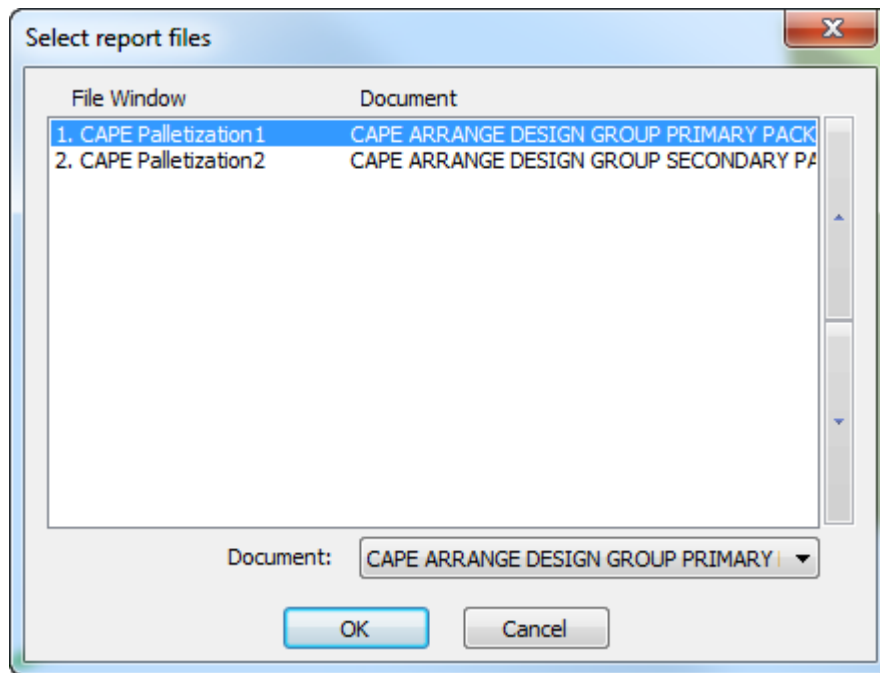 Select report files
File Window Document
1. CAPE Palletization1 CAPE ARRANGE DESIGN GROUP PRIMARY PACK
2. CAPE Palletization2 CAPE ARRANGE DESIGN GROUP SECONDARY PA
Document: CAPE ARRANGE DESIGN GROUP PRIMARY
OK Cancel